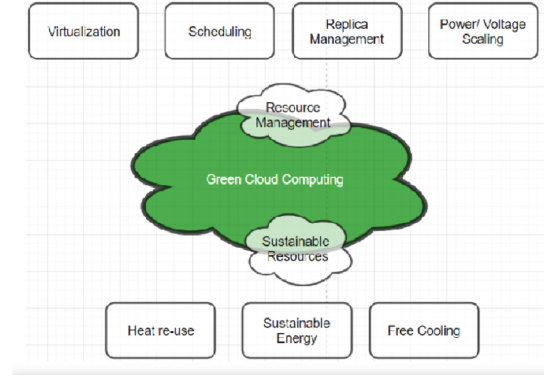 Virtualization
Scheduling
Replica
Management
Power/ Voltage
Scaling
Resource
Management
Green Cloud Computing
Sustainable
Resources
Heat re-use
Sustainable
Energy
Free Cooling